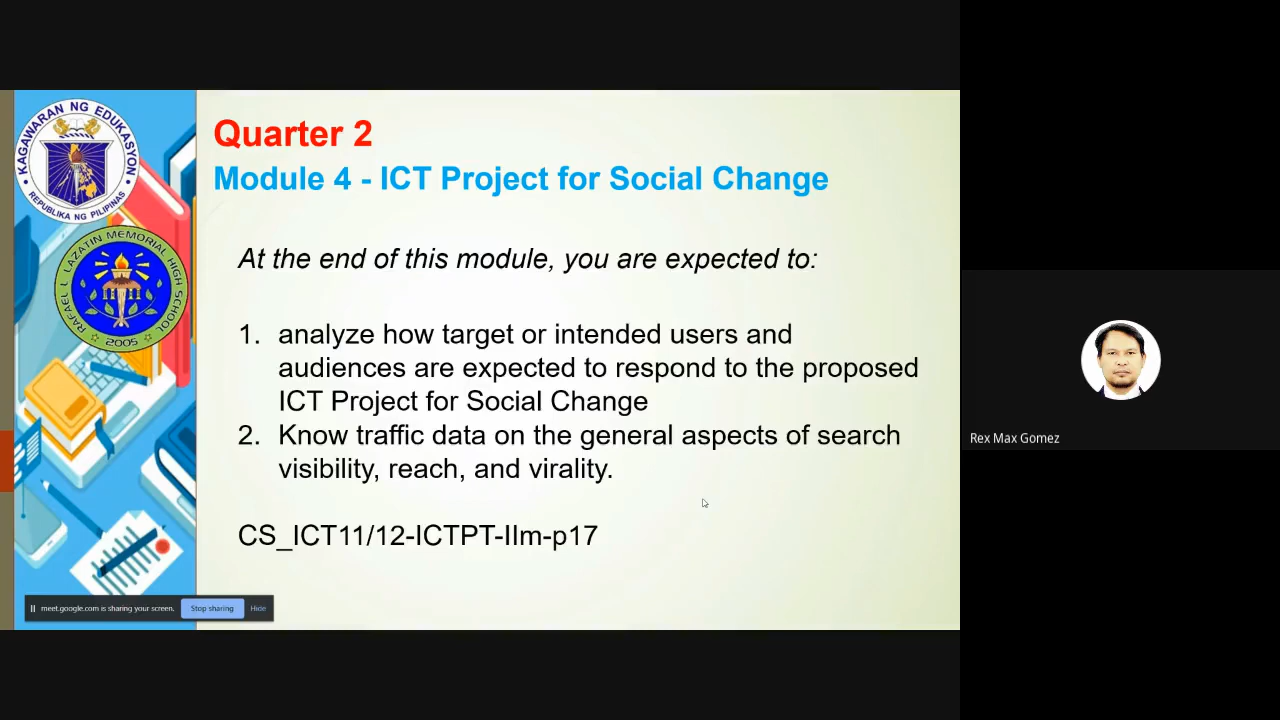 KAGAWARAN NG EDUKASYON
REPUBLIKA NG PILIPINAS
RAFAEL L. LAZATIN MEMORIAL HIGH SCHOOL
2005
Quarter 2
Module 4 - ICT Project for Social Change
At the end of this module, you are expected to:
1. analyze how target or intended users and
audiences are expected to respond to the proposed
ICT Project for Social Change
2. Know traffic data on the general aspects of search
visibility, reach, and virality.
CS_ICT11/12-ICTPT-IIm-p17
meet.google.com is sharing your screen. Stop sharing Hide
Rex Max Gomez